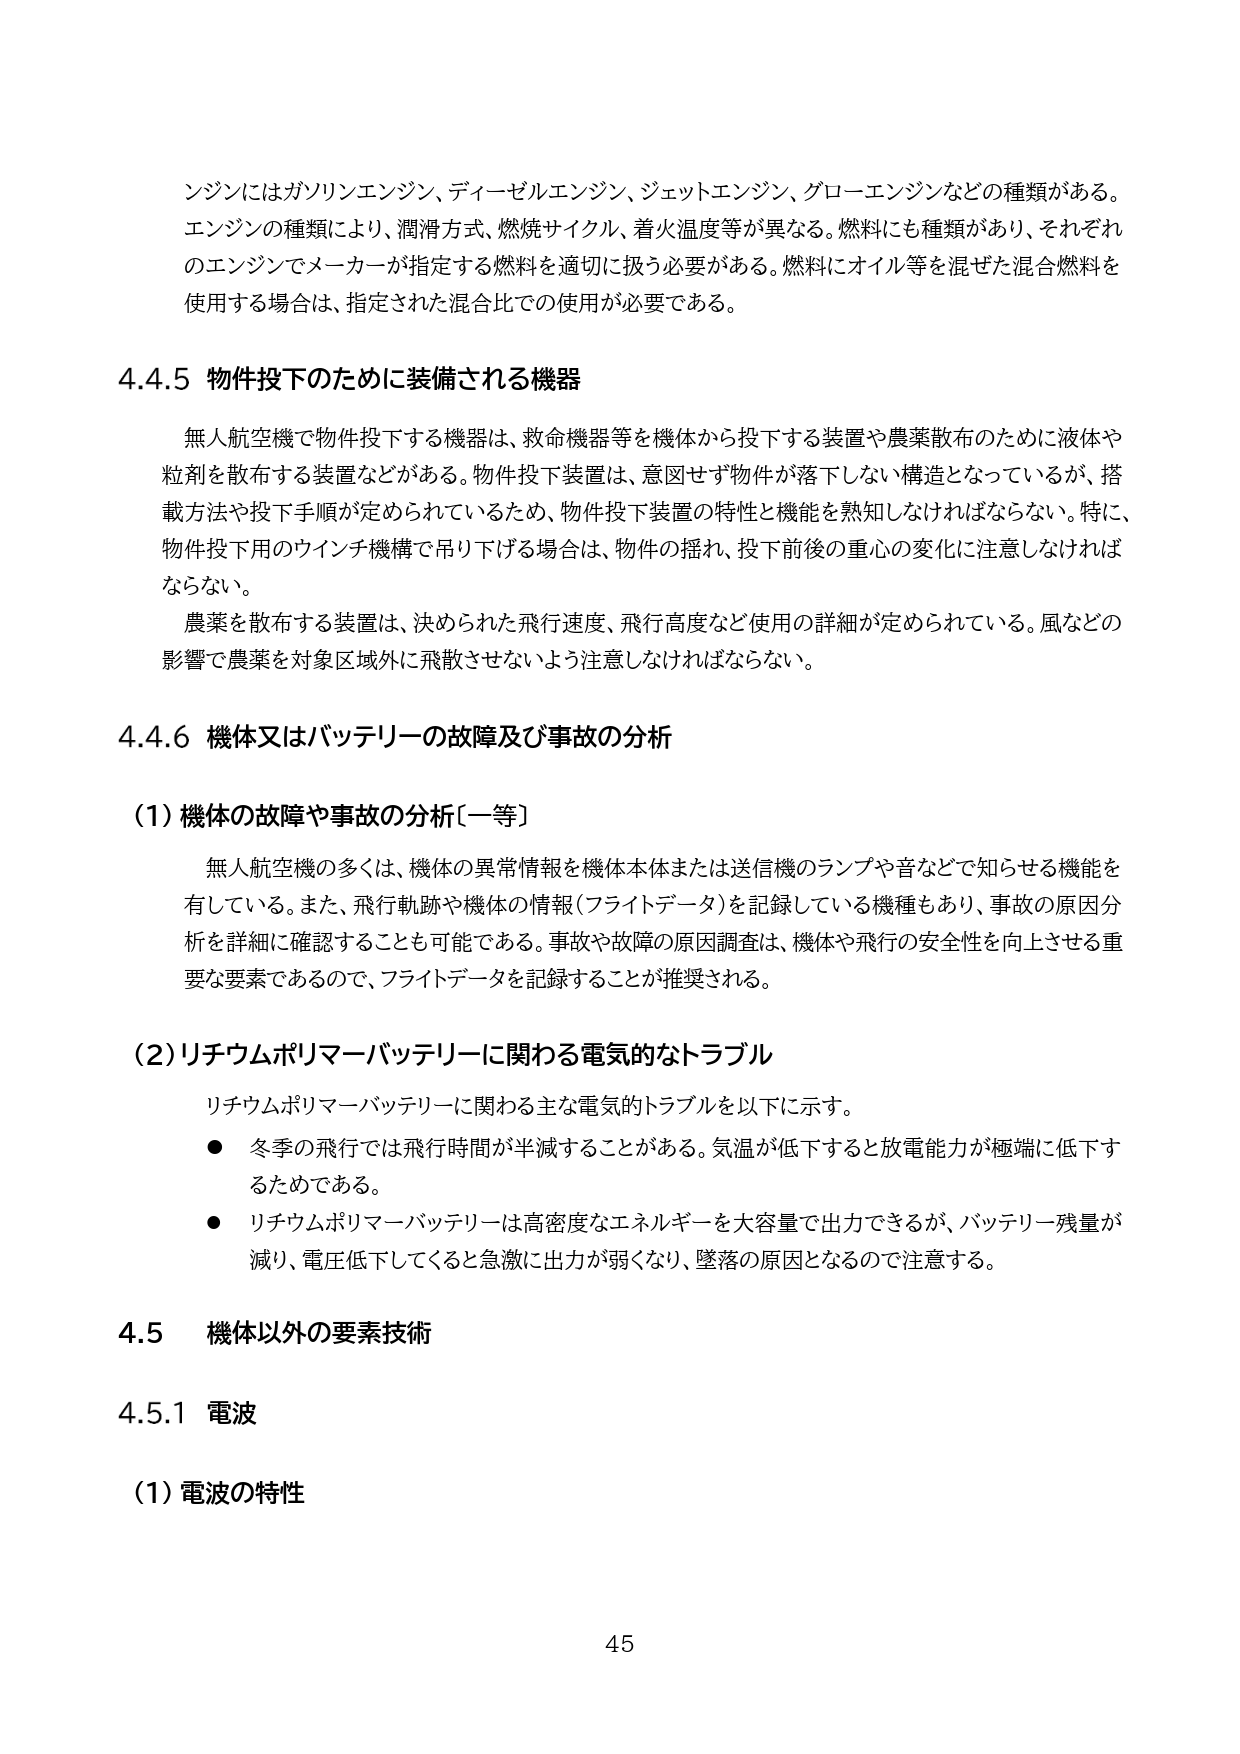 ンジンにはガソリンエンジン、ディーゼルエンジン、ジェットエンジン、グローエンジンなどの種類がある。
エンジンの種類により、潤滑方式、燃焼サイクル、着火温度等が異なる。燃料にも種類があり、それぞれ
のエンジンでメーカーが指定する燃料を適切に扱う必要がある。燃料にオイル等を混ぜた混合燃料を
使用する場合は、指定された混合比での使用が必要である。
4.4.5 物件投下のために装備される機器
無人航空機で物件投下する機器は、救命機器等を機体から投下する装置や農薬散布のために液体や
粒剤を散布する装置などがある。物件投下装置は、意図せず物件が落下しない構造となっているが、搭
載方法や投下手順が定められているため、物件投下装置の特性と機能を熟知しなければならない。特に、
物件投下用のウインチ機構で吊り下げる場合は、物件の揺れ、投下前後の重心の変化に注意しなければ
ならない。
農薬を散布する装置は、決められた飛行速度、飛行高度など使用の詳細が定められている。風などの
影響で農薬を対象区域外に飛散させないよう注意しなければならない。
4.4.6 機体又はバッテリーの故障及び事故の分析
（1）機体の故障や事故の分析〔一等〕
無人航空機の多くは、機体の異常情報を機体本体または送信機のランプや音などで知らせる機能を
有している。また、飛行軌跡や機体の情報（フライトデータ）を記録している機種もあり、事故の原因分
析を詳細に確認することも可能である。事故や故障の原因調査は、機体や飛行の安全性を向上させる重
要な要素であるので、フライトデータを記録することが推奨される。
（2）リチウムポリマーバッテリーに関わる電気的なトラブル
リチウムポリマーバッテリーに関わる主な電気的トラブルを以下に示す。
● 冬季の飛行では飛行時間が半減することがある。気温が低下すると放電能力が極端に低下す
るためである。
● リチウムポリマーバッテリーは高密度なエネルギーを大容量で出力できるが、バッテリー残量が
減り、電圧低下してくると急激に出力が弱くなり、墜落の原因となるので注意する。
4.5 機体以外の要素技術
4.5.1 電波
（1）電波の特性
45